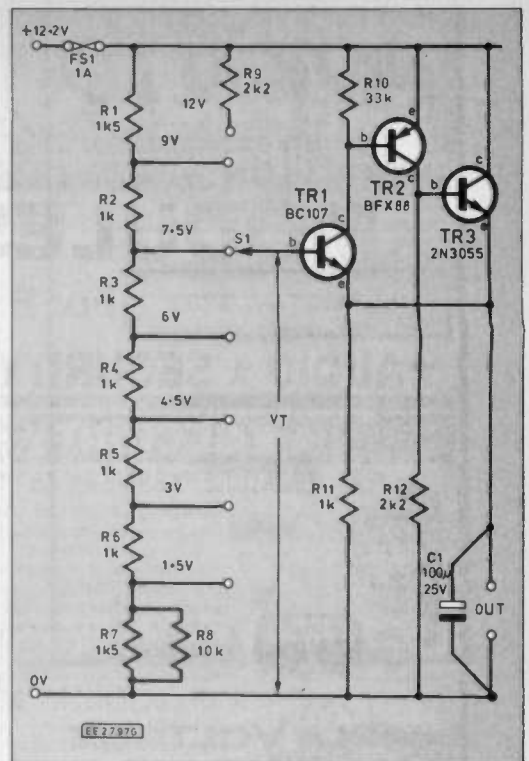 +12·2V
FS1
1A
R1
1k5
R9
2k2
12V
9V
R2
1k
7·5V
S1
R3
1k
6V
R4
1k
4·5V
R5
1k
3V
R6
1k
1·5V
R7
1k5
R8
10k
0V
VT
R10
33k
TR1
BC107
b
c
e
TR2
BFX88
b
e
c
TR3
2N3055
b
c
e
R11
1k
R12
2k2
C1
100µ
25V
OUT
EE2797G